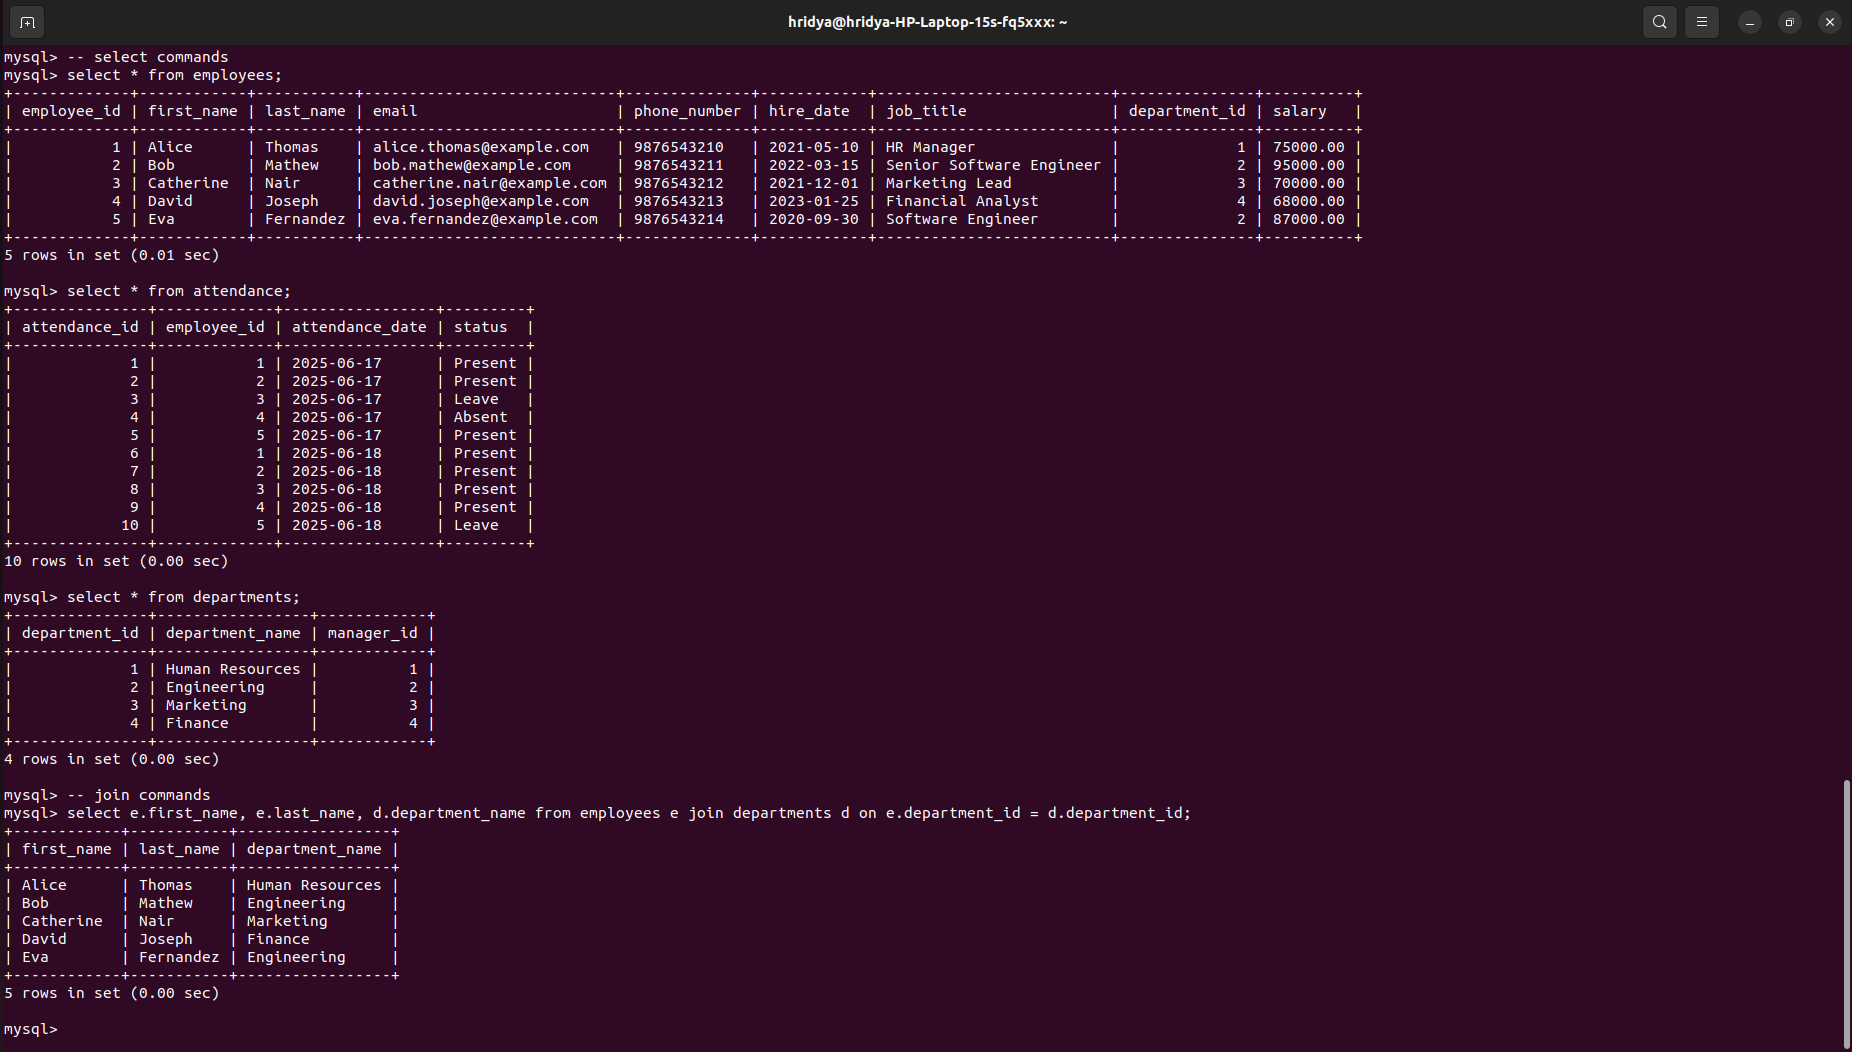 hridya@hridya-HP-Laptop-15s-fq5xxx: ~
mysql> -- select commands
mysql> select * from employees;
+-------------+------------+-----------+----------------------------+--------------+------------+--------------------------+---------------+----------+
| employee_id | first_name | last_name | email                      | phone_number | hire_date  | job_title                | department_id | salary   |
+-------------+------------+-----------+----------------------------+--------------+------------+--------------------------+---------------+----------+
|           1 | Alice      | Thomas    | alice.thomas@example.com   | 9876543210   | 2021-05-10 | HR Manager               |             1 | 75000.00 |
|           2 | Bob        | Mathew    | bob.mathew@example.com     | 9876543211   | 2022-03-15 | Senior Software Engineer |             2 | 95000.00 |
|           3 | Catherine  | Nair      | catherine.nair@example.com | 9876543212   | 2021-12-01 | Marketing Lead           |             3 | 70000.00 |
|           4 | David      | Joseph    | david.joseph@example.com   | 9876543213   | 2023-01-25 | Financial Analyst        |             4 | 68000.00 |
|           5 | Eva        | Fernandez | eva.fernandez@example.com  | 9876543214   | 2020-09-30 | Software Engineer        |             2 | 87000.00 |
+-------------+------------+-----------+----------------------------+--------------+------------+--------------------------+---------------+----------+
5 rows in set (0.01 sec)
mysql> select * from attendance;
+---------------+-------------+-----------------+---------+
| attendance_id | employee_id | attendance_date | status  |
+---------------+-------------+-----------------+---------+
|             1 |           1 | 2025-06-17      | Present |
|             2 |           2 | 2025-06-17      | Present |
|             3 |           3 | 2025-06-17      | Leave   |
|             4 |           4 | 2025-06-17      | Absent  |
|             5 |           5 | 2025-06-17      | Present |
|             6 |           1 | 2025-06-18      | Present |
|             7 |           2 | 2025-06-18      | Present |
|             8 |           3 | 2025-06-18      | Present |
|             9 |           4 | 2025-06-18      | Present |
|            10 |           5 | 2025-06-18      | Leave   |
+---------------+-------------+-----------------+---------+
10 rows in set (0.00 sec)
mysql> select * from departments;
+---------------+-----------------+------------+
| department_id | department_name | manager_id |
+---------------+-----------------+------------+
|             1 | Human Resources |          1 |
|             2 | Engineering     |          2 |
|             3 | Marketing       |          3 |
|             4 | Finance         |          4 |
+---------------+-----------------+------------+
4 rows in set (0.00 sec)
mysql> -- join commands
mysql> select e.first_name, e.last_name, d.department_name from employees e join departments d on e.department_id = d.department_id;
+------------+-----------+-----------------+
| first_name | last_name | department_name |
+------------+-----------+-----------------+
| Alice      | Thomas    | Human Resources |
| Bob        | Mathew    | Engineering     |
| Catherine  | Nair      | Marketing       |
| David      | Joseph    | Finance         |
| Eva        | Fernandez | Engineering     |
+------------+-----------+-----------------+
5 rows in set (0.00 sec)
mysql>